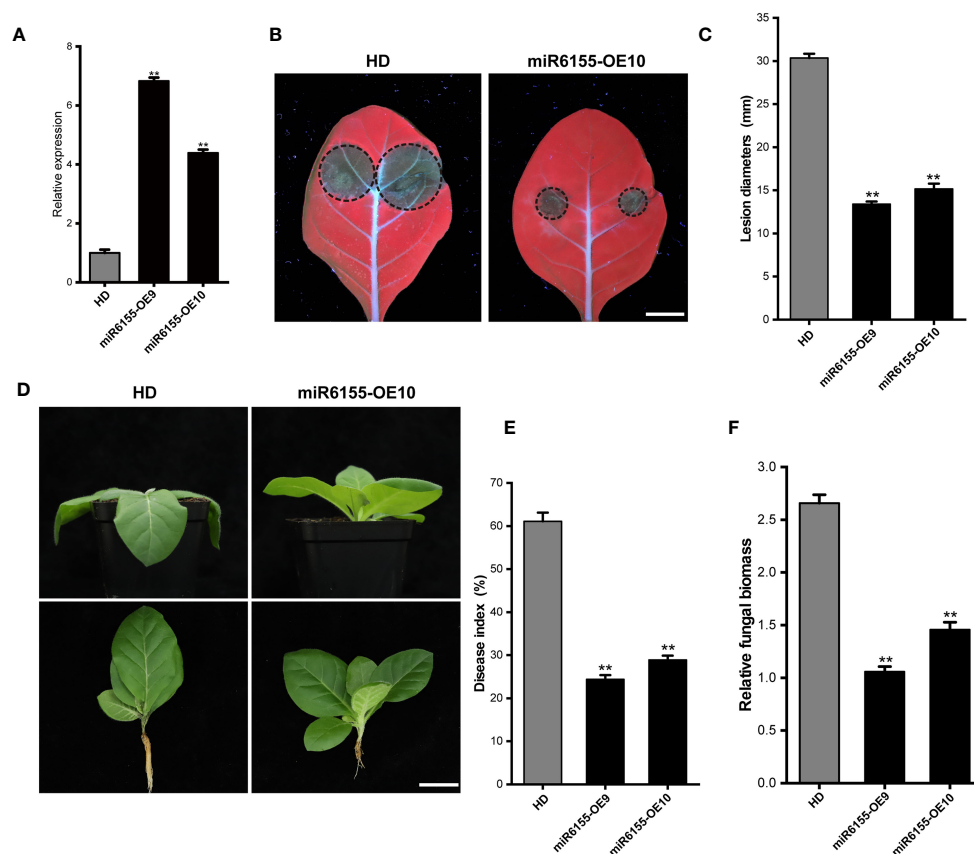 A
Relative expression
8
6
4
2
0
**
**
HD
miR6155-OE9
miR6155-OE10
B
HD
miR6155-OE10
C
Lesion diameters (mm)
35
30
25
20
15
10
5
0
**
**
HD
miR6155-OE9
miR6155-OE10
D
HD
miR6155-OE10
E
Disease index (%)
70
60
50
40
30
20
10
0
**
**
HD
miR6155-OE9
miR6155-OE10
F
Relative fungal biomass
3.0
2.5
2.0
1.5
1.0
0.5
0.0
**
**
HD
miR6155-OE9
miR6155-OE10